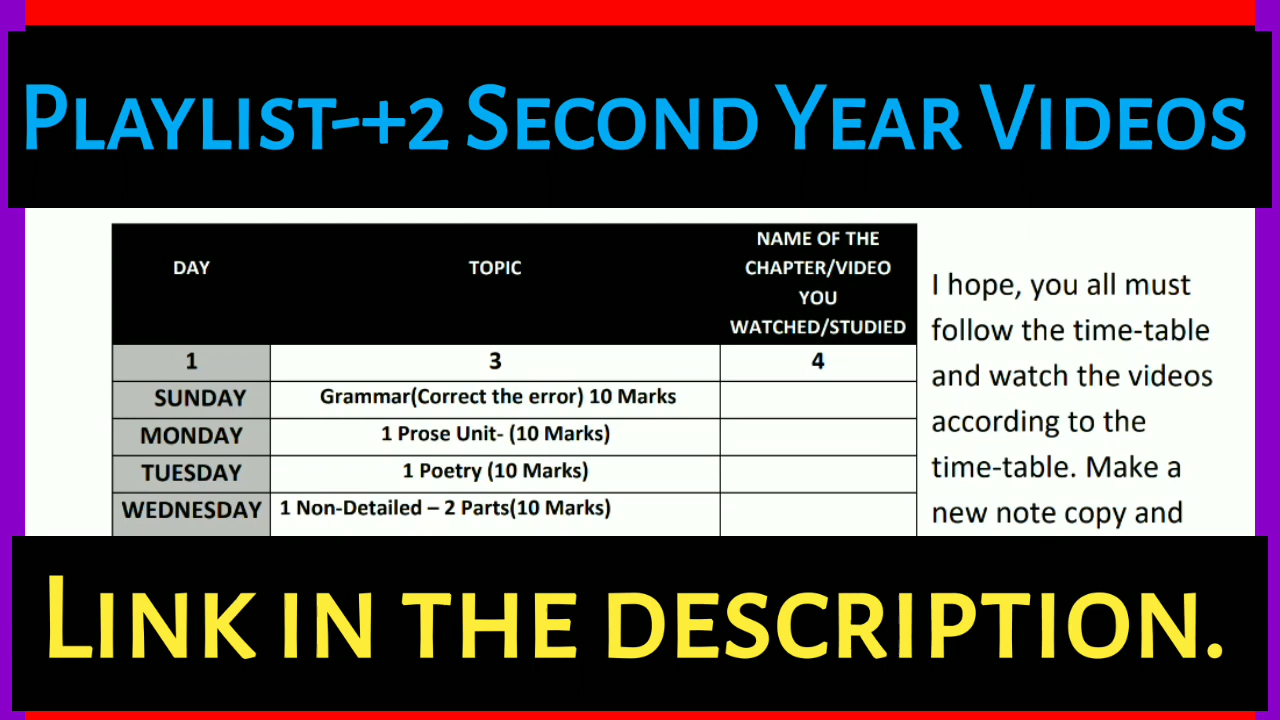 Playlist-+2 Second Year Videos
DAY
TOPIC
NAME OF THE
CHAPTER/VIDEO
YOU
WATCHED/STUDIED
1
3
4
SUNDAY
Grammar(Correct the error) 10 Marks
MONDAY
1 Prose Unit- (10 Marks)
TUESDAY
1 Poetry (10 Marks)
WEDNESDAY
1 Non-Detailed – 2 Parts(10 Marks)
I hope, you all must
follow the time-table
and watch the videos
according to the
time-table. Make a
new note copy and
Link in the description.